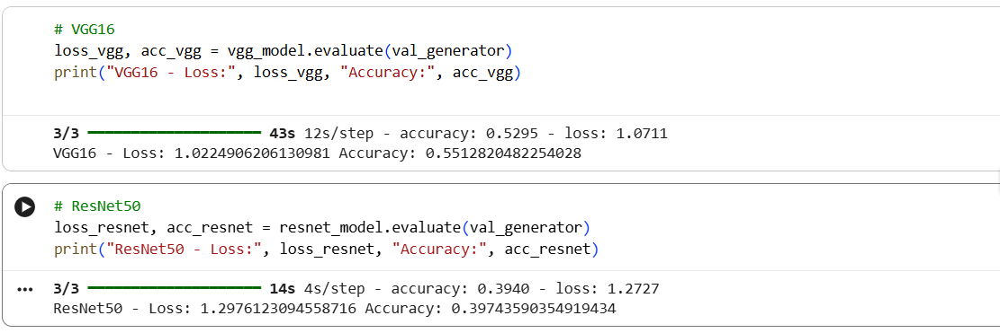 # VGG16
loss_vgg, acc_vgg = vgg_model.evaluate(val_generator)
print("VGG16 - Loss:", loss_vgg, "Accuracy:", acc_vgg)
3/3 ━━━━━━━━━━━━━━━━━━━━ 43s 12s/step - accuracy: 0.5295 - loss: 1.0711
VGG16 - Loss: 1.0224906206130981 Accuracy: 0.5512820482254028
# ResNet50
loss_resnet, acc_resnet = resnet_model.evaluate(val_generator)
print("ResNet50 - Loss:", loss_resnet, "Accuracy:", acc_resnet)
3/3 ━━━━━━━━━━━━━━━━━━━━ 14s 4s/step - accuracy: 0.3940 - loss: 1.2727
ResNet50 - Loss: 1.2976123094558716 Accuracy: 0.39743590354919434